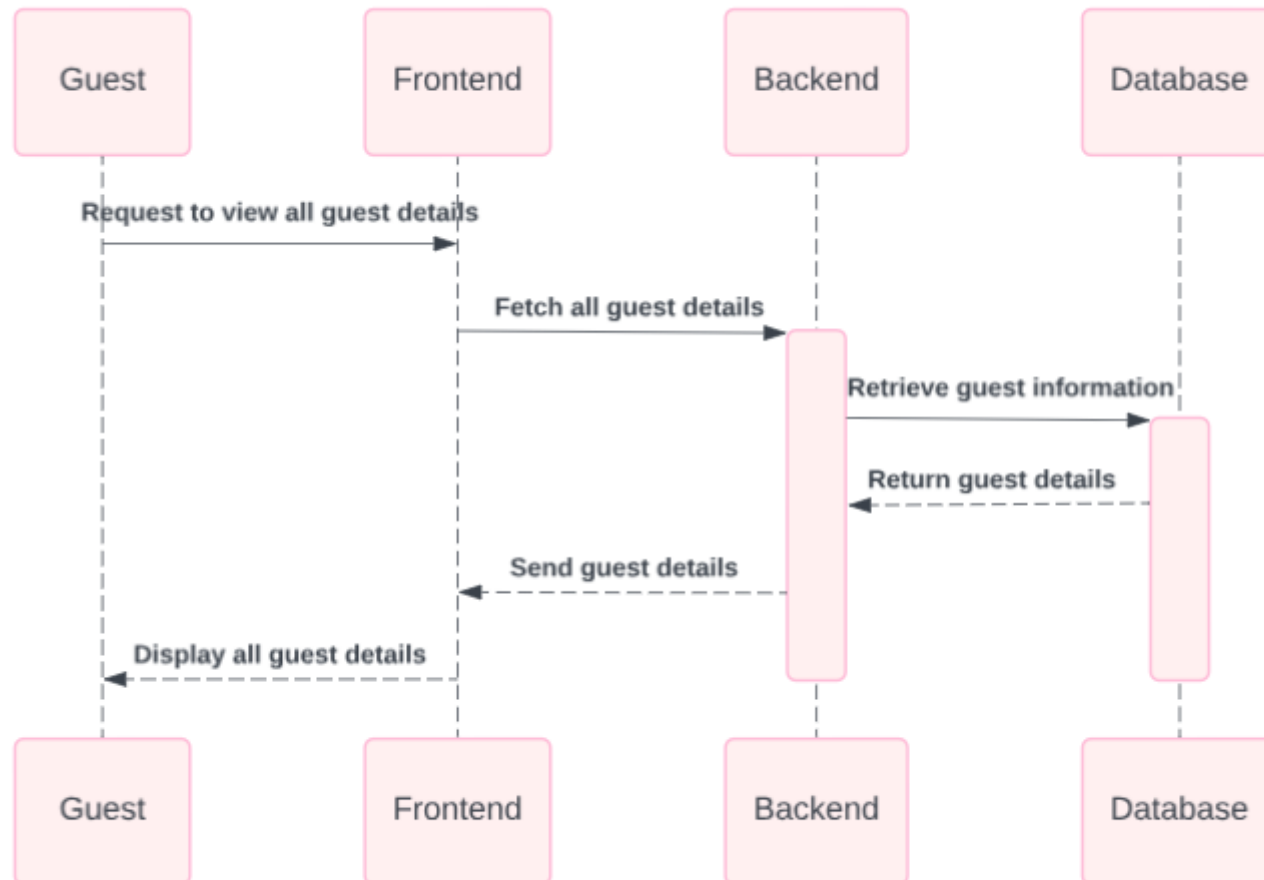 Guest
Frontend
Backend
Database
Request to view all guest details
Fetch all guest details
Retrieve guest information
Return guest details
Send guest details
Display all guest details
Guest
Frontend
Backend
Database